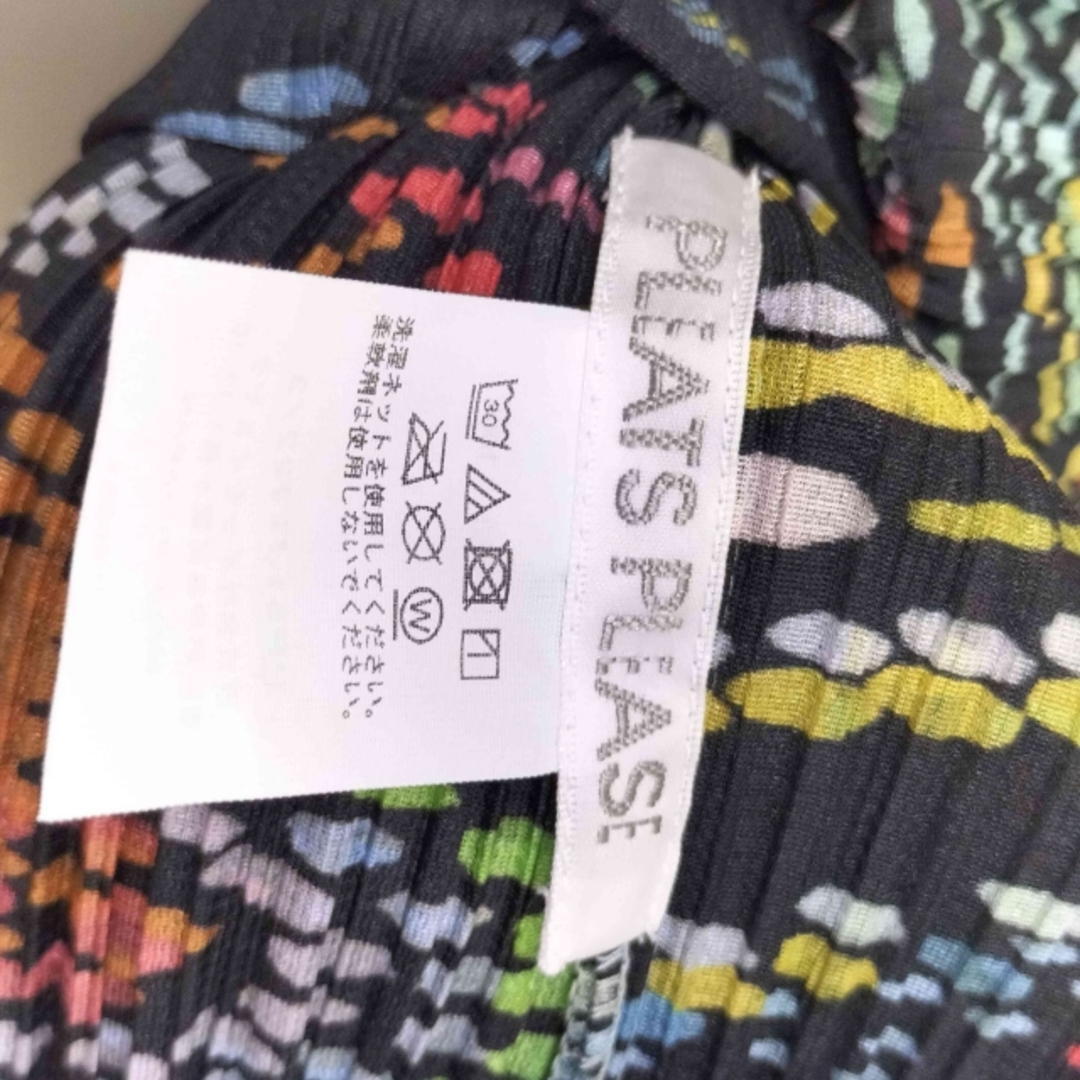 PLEATS PLEASE
30
W
洗濯ネットを使用してください。
柔軟剤は使用しないでください。